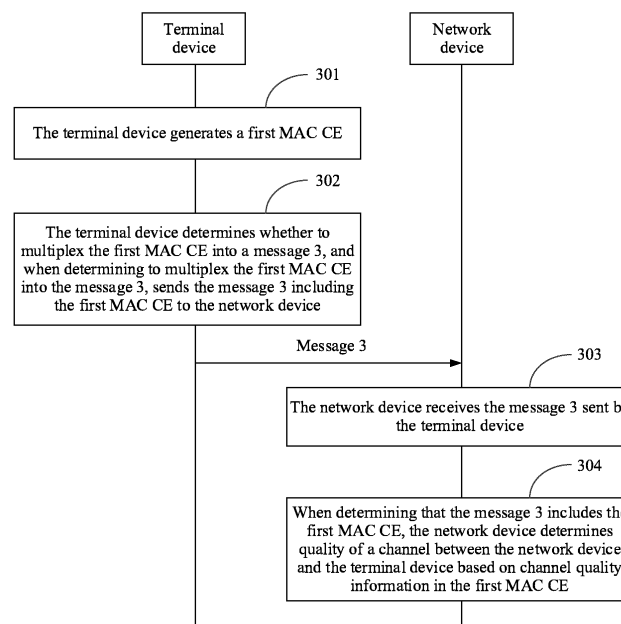 Terminal
device
Network
device
301
The terminal device generates a first MAC CE
302
The terminal device determines whether to
multiplex the first MAC CE into a message 3, and
when determining to multiplex the first MAC CE
into the message 3, sends the message 3 including
the first MAC CE to the network device
Message 3
303
The network device receives the message 3 sent b
the terminal device
304
When determining that the message 3 includes the
first MAC CE, the network device determines
quality of a channel between the network device
and the terminal device based on channel quality
information in the first MAC CE